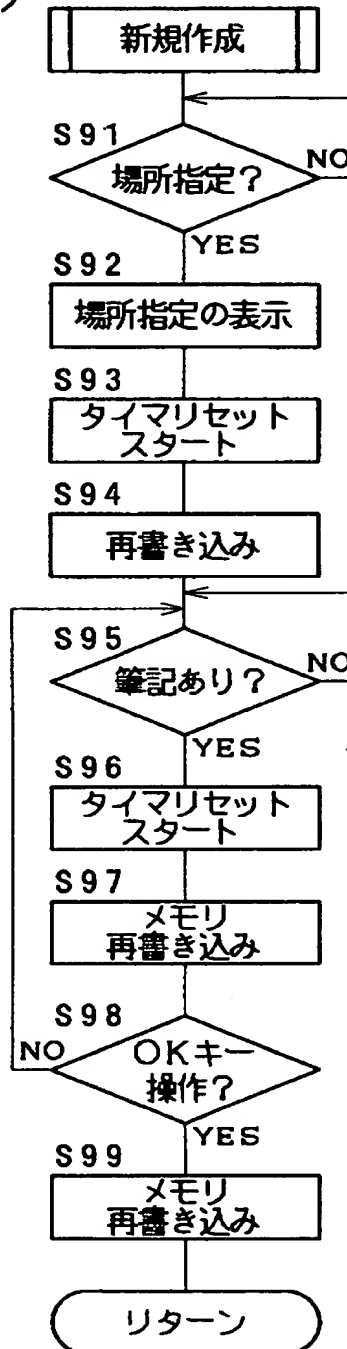 新規作成
S91
場所指定?
NO
YES
S92
場所指定の表示
S93
タイマリセット
スタート
S94
再書き込み
S95
筆記あり?
NO
YES
S96
タイマリセット
スタート
S97
メモリ
再書き込み
S98
OKキー
操作?
NO
YES
S99
メモリ
再書き込み
リターン